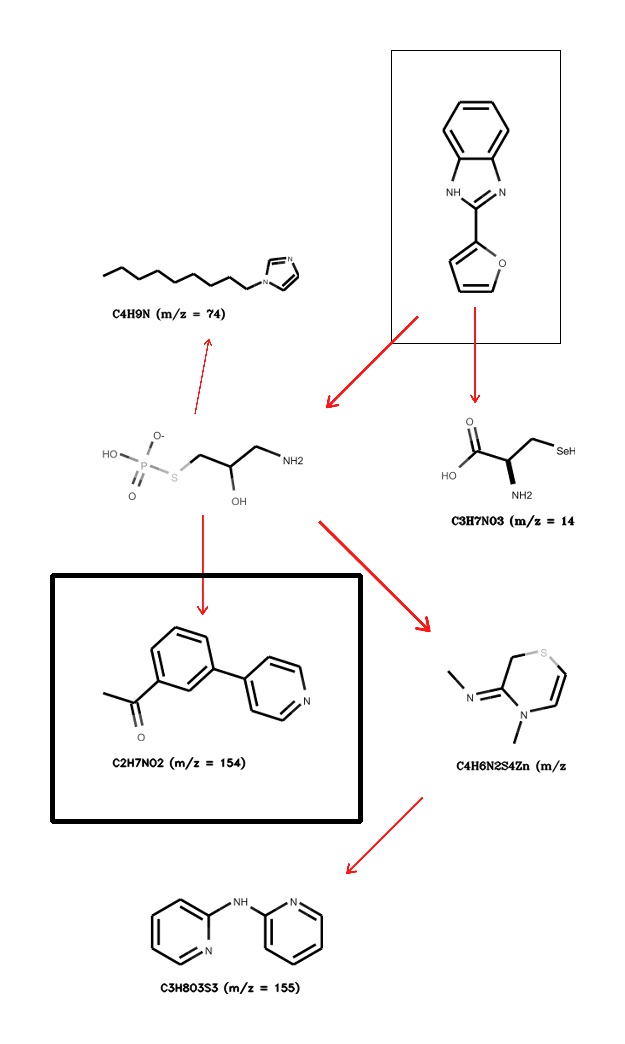 NH
N
O
N
N
C4H9N (m/z = 74)
O-
HO
P
S
O
OH
NH2
O
HO
SeH
NH2
C3H7NO3 (m/z = 14
N
O
C2H7NO2 (m/z = 154)
S
N
N
C4H6N2S4Zn (m/z
NH
N
N
C3H8O3S3 (m/z = 155)